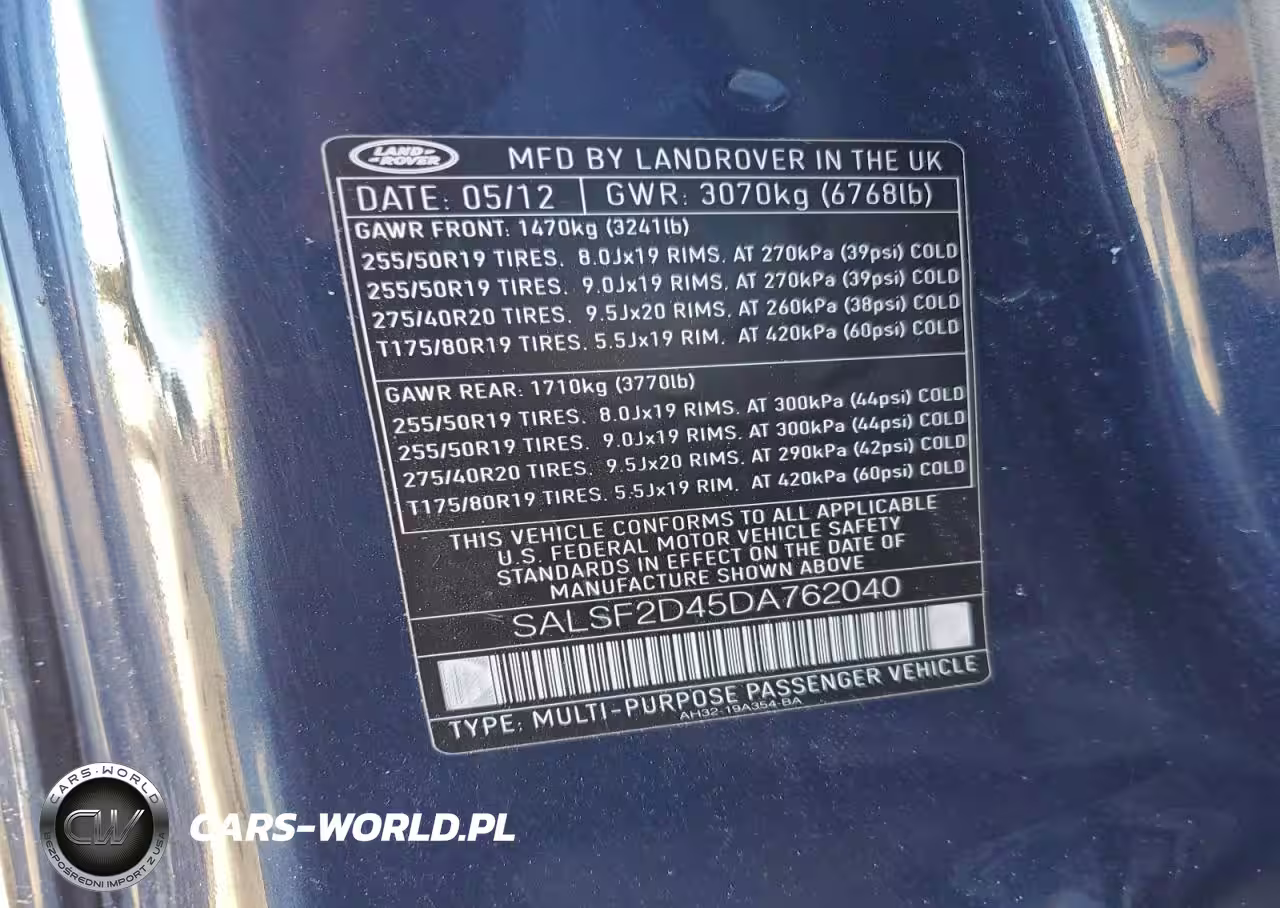 LAND-
-ROVER
MFD BY LANDROVER IN THE UK
DATE: 05/12 GWR: 3070kg (6768lb)
GAWR FRONT: 1470kg (3241lb)
255/50R19 TIRES. 8.0Jx19 RIMS. AT 270kPa (39psi) COLD
255/50R19 TIRES. 9.0Jx19 RIMS. AT 270kPa (39psi) COLD
275/40R20 TIRES. 9.5Jx20 RIMS. AT 260kPa (38psi) COLD
T175/80R19 TIRES. 5.5Jx19 RIM. AT 420kPa (60psi) COLD
GAWR REAR: 1710kg (3770lb)
255/50R19 TIRES. 8.0Jx19 RIMS. AT 300kPa (44psi) COLD
255/50R19 TIRES. 9.0Jx19 RIMS. AT 300kPa (44psi) COLD
275/40R20 TIRES. 9.5Jx20 RIMS. AT 290kPa (42psi) COLD
T175/80R19 TIRES. 5.5Jx19 RIM. AT 420kPa (60psi) COLD
THIS VEHICLE CONFORMS TO ALL APPLICABLE
U.S. FEDERAL MOTOR VEHICLE SAFETY
STANDARDS IN EFFECT ON THE DATE OF
MANUFACTURE SHOWN ABOVE
SALSF2D45DA762040
TYPE: MULTI-PURPOSE PASSENGER VEHICLE
AH32-19A354-BA
CARS-WORLD
CW
BEZPOŚREDNI IMPORT Z USA
CARS-WORLD.PL